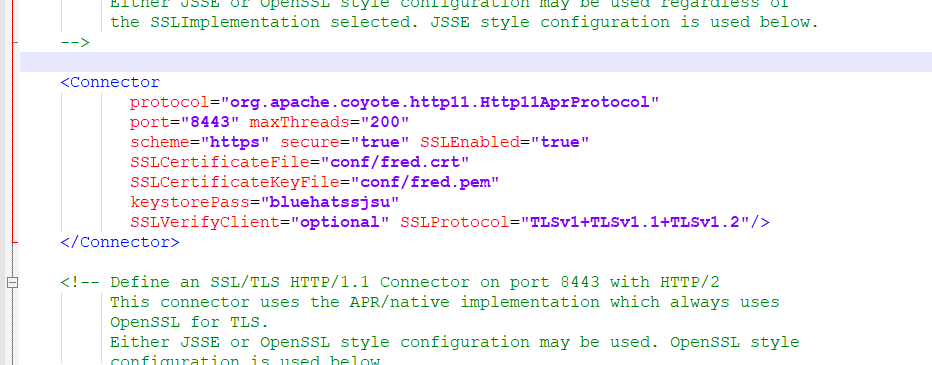 Either JSSE or OpenSSL style configuration may be used regardless of
the SSLImplementation selected. JSSE style configuration is used below.
-->
<Connector
protocol="org.apache.coyote.http11.Http11AprProtocol"
port="8443" maxThreads="200"
scheme="https" secure="true" SSLEnabled="true"
SSLCertificateFile="conf/fred.crt"
SSLCertificateKeyFile="conf/fred.pem"
keystorePass="bluehatssjsu"
SSLVerifyClient="optional" SSLProtocol="TLSv1+TLSv1.1+TLSv1.2"/>
</Connector>
<!-- Define an SSL/TLS HTTP/1.1 Connector on port 8443 with HTTP/2
This connector uses the APR/native implementation which always uses
OpenSSL for TLS.
Either JSSE or OpenSSL style configuration may be used. OpenSSL style
configuration is used below